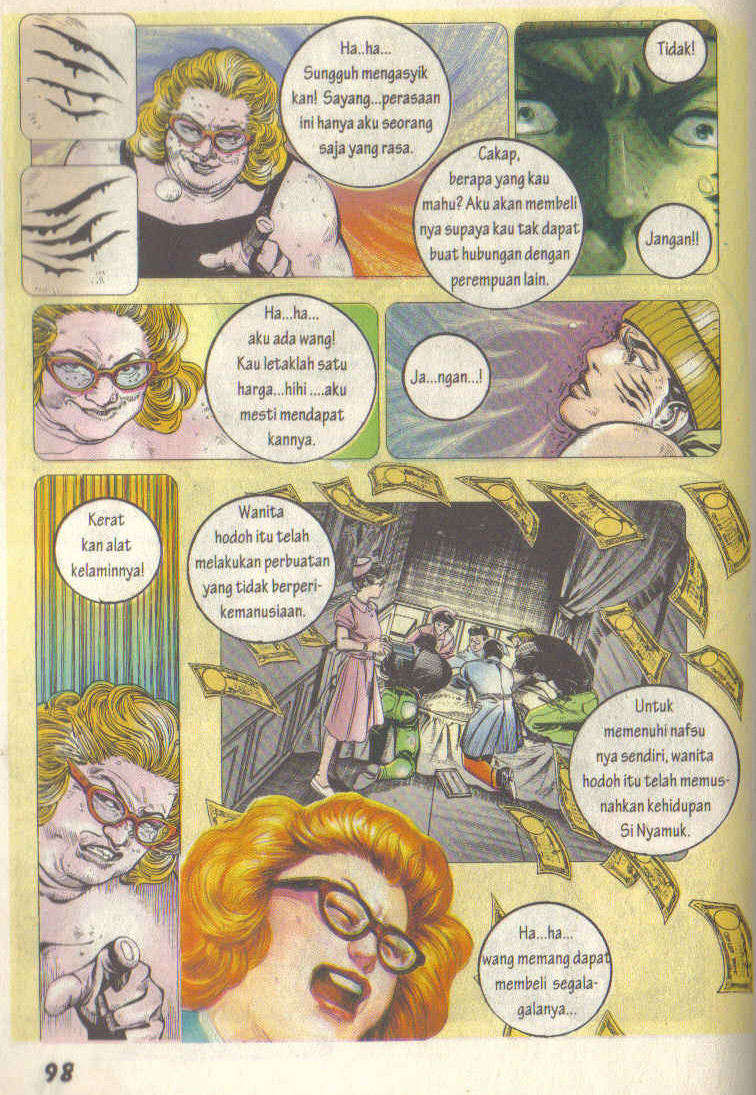 Ha..ha...
Sungguh mengasyik
kan! Sayang...perasaan
ini hanya aku seorang
saja yang rasa.
Cakap,
berapa yang kau
mahu? Aku akan membeli
nya supaya kau tak dapat
buat hubungan dengan
perempuan lain.
Tidak!
Jangan!!
Ha...ha...
aku ada wang!
Kau letaklah satu
harga...hihi ....aku
mesti mendapat
kannya.
Ja...ngan...!
Kerat
kan alat
kelaminnya!
Wanita
hodoh itu telah
melakukan perbuatan
yang tidak berperi-
kemanusiaan.
Untuk
memenuhi nafsu
nya sendiri, wanita
hodoh itu telah memus-
nahkan kehidupan
Si Nyamuk.
Ha...ha...
wang memang dapat
membeli segala-
galanya...
98